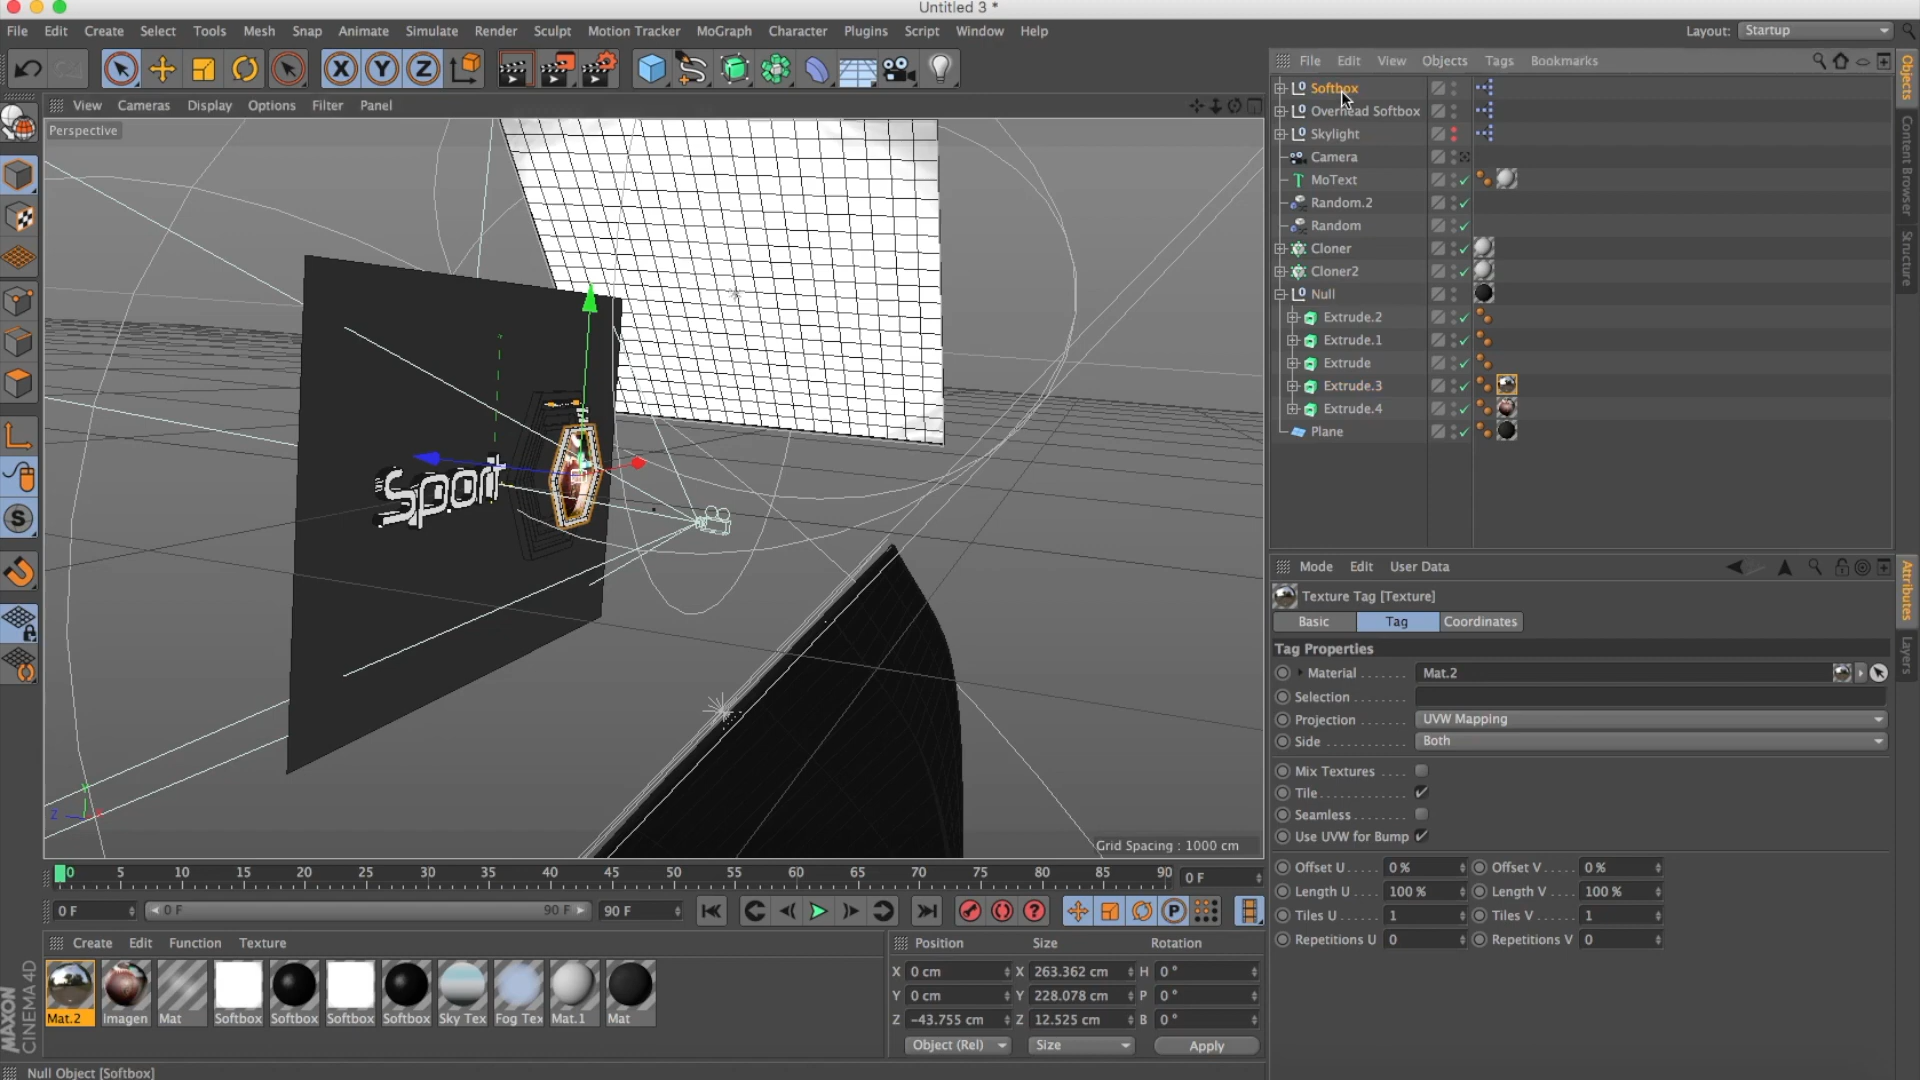 Untitled 3 *
File Edit Create Select Tools Mesh Snap Animate Simulate Render Sculpt Motion Tracker MoGraph Character Plugins Script Window Help
Layout: Startup
File Edit View Objects Tags Bookmarks
View Cameras Display Options Filter Panel
Perspective
Softbox
Overhead Softbox
Skylight
Camera
MoText
Random.2
Random
Cloner
Cloner2
Null
Extrude.2
Extrude.1
Extrude
Extrude.3
Extrude.4
Plane
Objects
Content Browser
Structure
Sport
Grid Spacing : 1000 cm
Mode Edit User Data
Texture Tag [Texture]
Basic Tag Coordinates
Tag Properties
Material Mat.2
Selection
Projection UVW Mapping
Side Both
Mix Textures
Tile
Seamless
Use UVW for Bump
Offset U 0 % Offset V 0 %
Length U 100 % Length V 100 %
Tiles U 1 Tiles V 1
Repetitions U 0 Repetitions V 0
Attributes
Layers
0 5 10 15 20 25 30 35 40 45 50 55 60 65 70 75 80 85 90 0 F
0 F 0 F 90 F 90 F
Create Edit Function Texture
Mat.2 Imagen Mat Softbox Softbox Softbox Softbox Sky Tex Fog Tex Mat.1 Mat
Position Size Rotation
X 0 cm X 263.362 cm H 0 °
Y 0 cm Y 228.078 cm P 0 °
Z -43.755 cm Z 12.525 cm B 0 °
Object (Rel) Size Apply
MAXON
CINEMA4D
Null Object [Softbox]